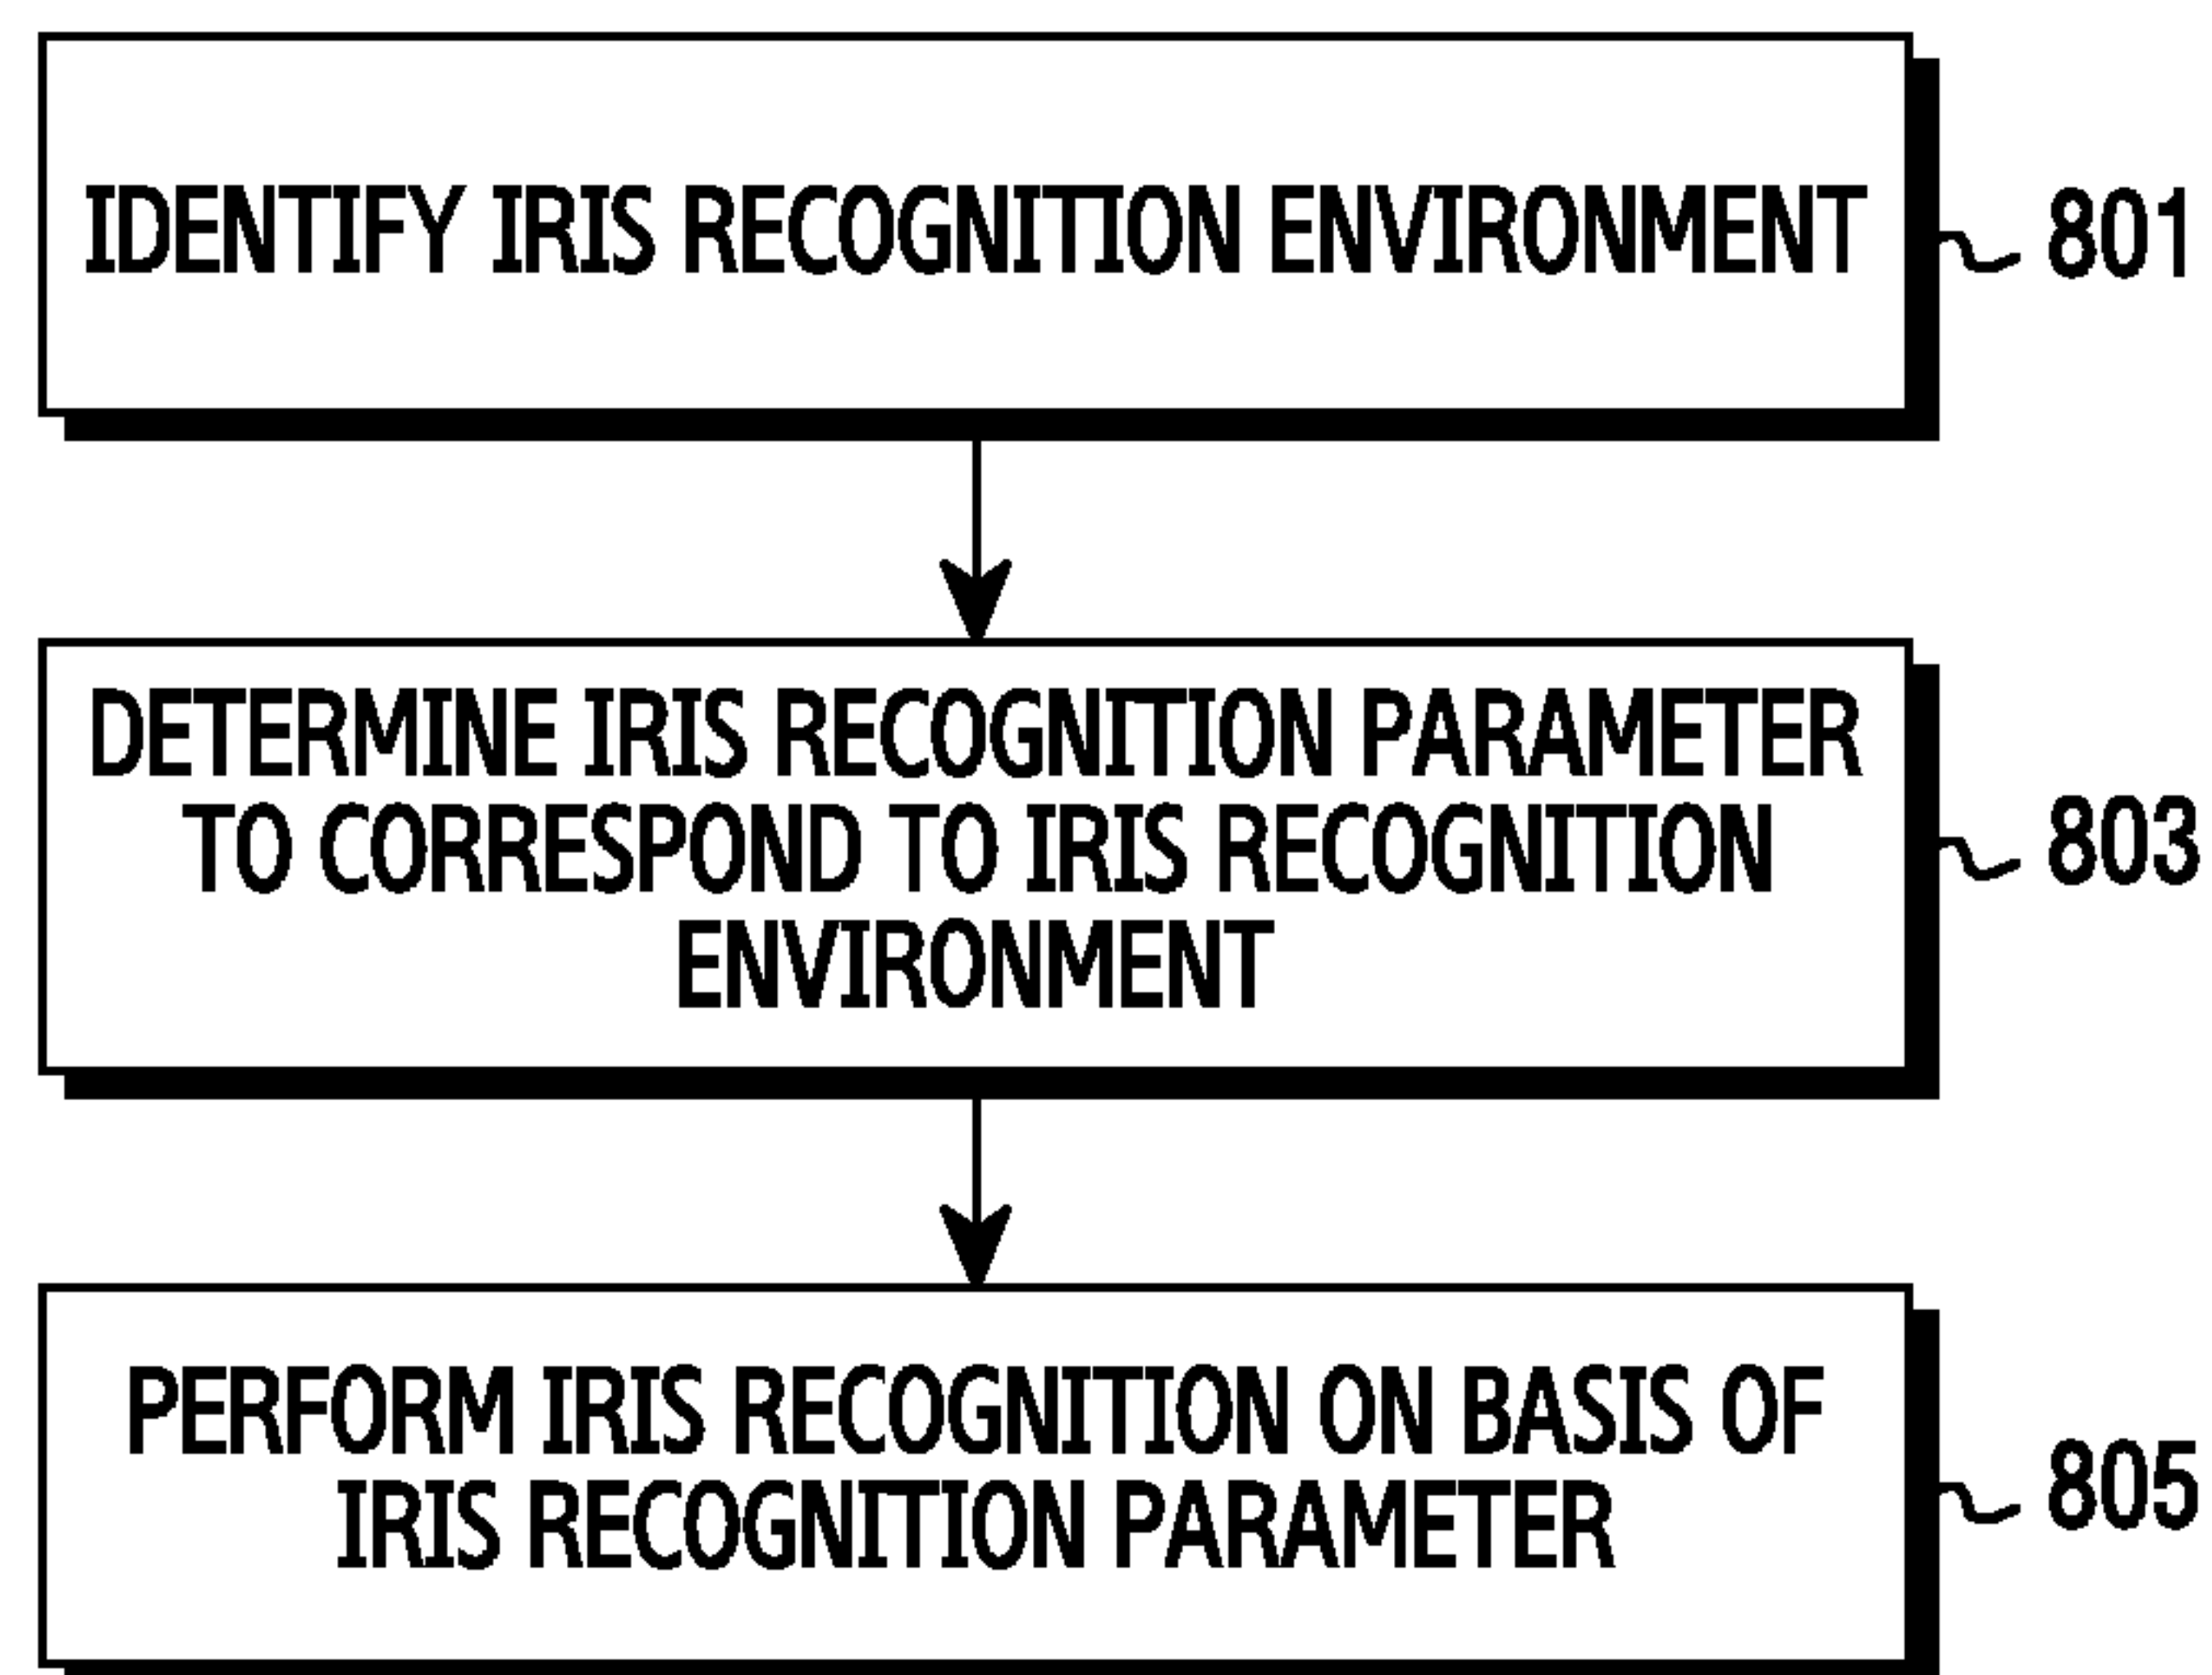 IDENTIFY IRIS RECOGNITION ENVIRONMENT
801
DETERMINE IRIS RECOGNITION PARAMETER
TO CORRESPOND TO IRIS RECOGNITION
ENVIRONMENT
803
PERFORM IRIS RECOGNITION ON BASIS OF
IRIS RECOGNITION PARAMETER
805